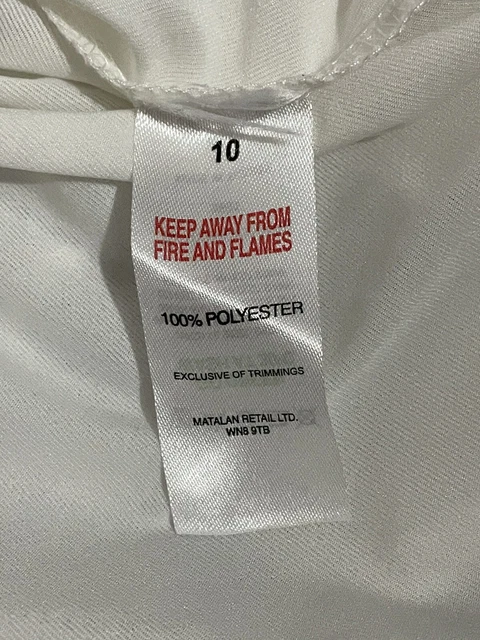 10
KEEP AWAY FROM
FIRE AND FLAMES
100% POLYESTER
EXCLUSIVE OF TRIMMINGS
MATALAN RETAIL LTD.
WN8 9TB